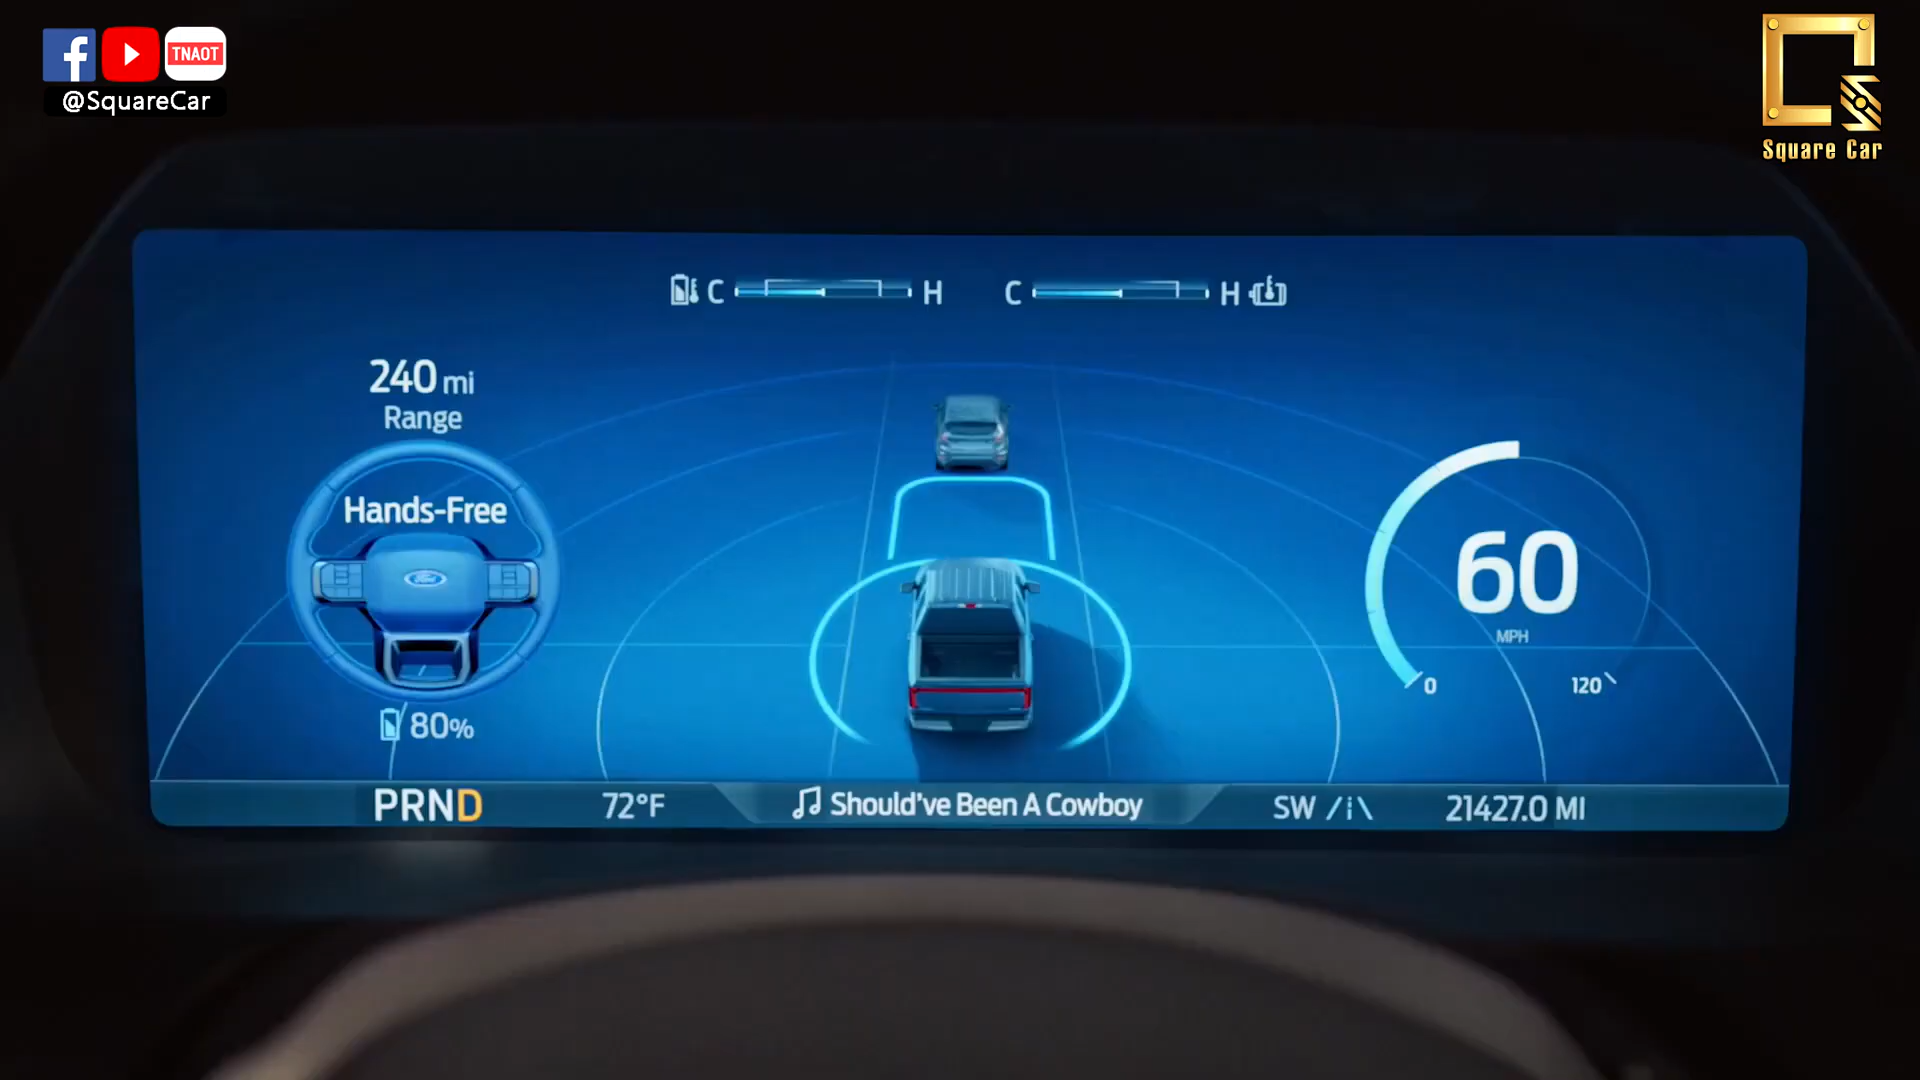 TNAOT
@SquareCar
Square Car
C H
C H
240 mi
Range
Hands-Free
Ford
80%
60
MPH
0
120
PRND
72°F
Should've Been A Cowboy
SW
21427.0 MI